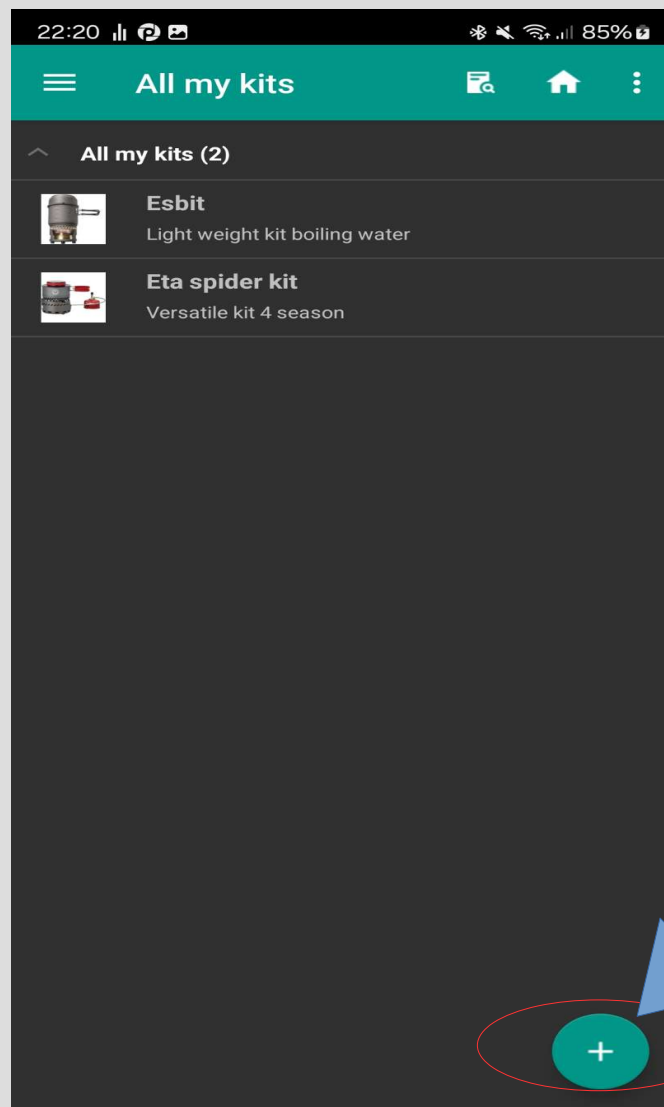 22:20 85%
All my kits
All my kits (2)
Esbit
Light weight kit boiling water
Eta spider kit
Versatile kit 4 season
+